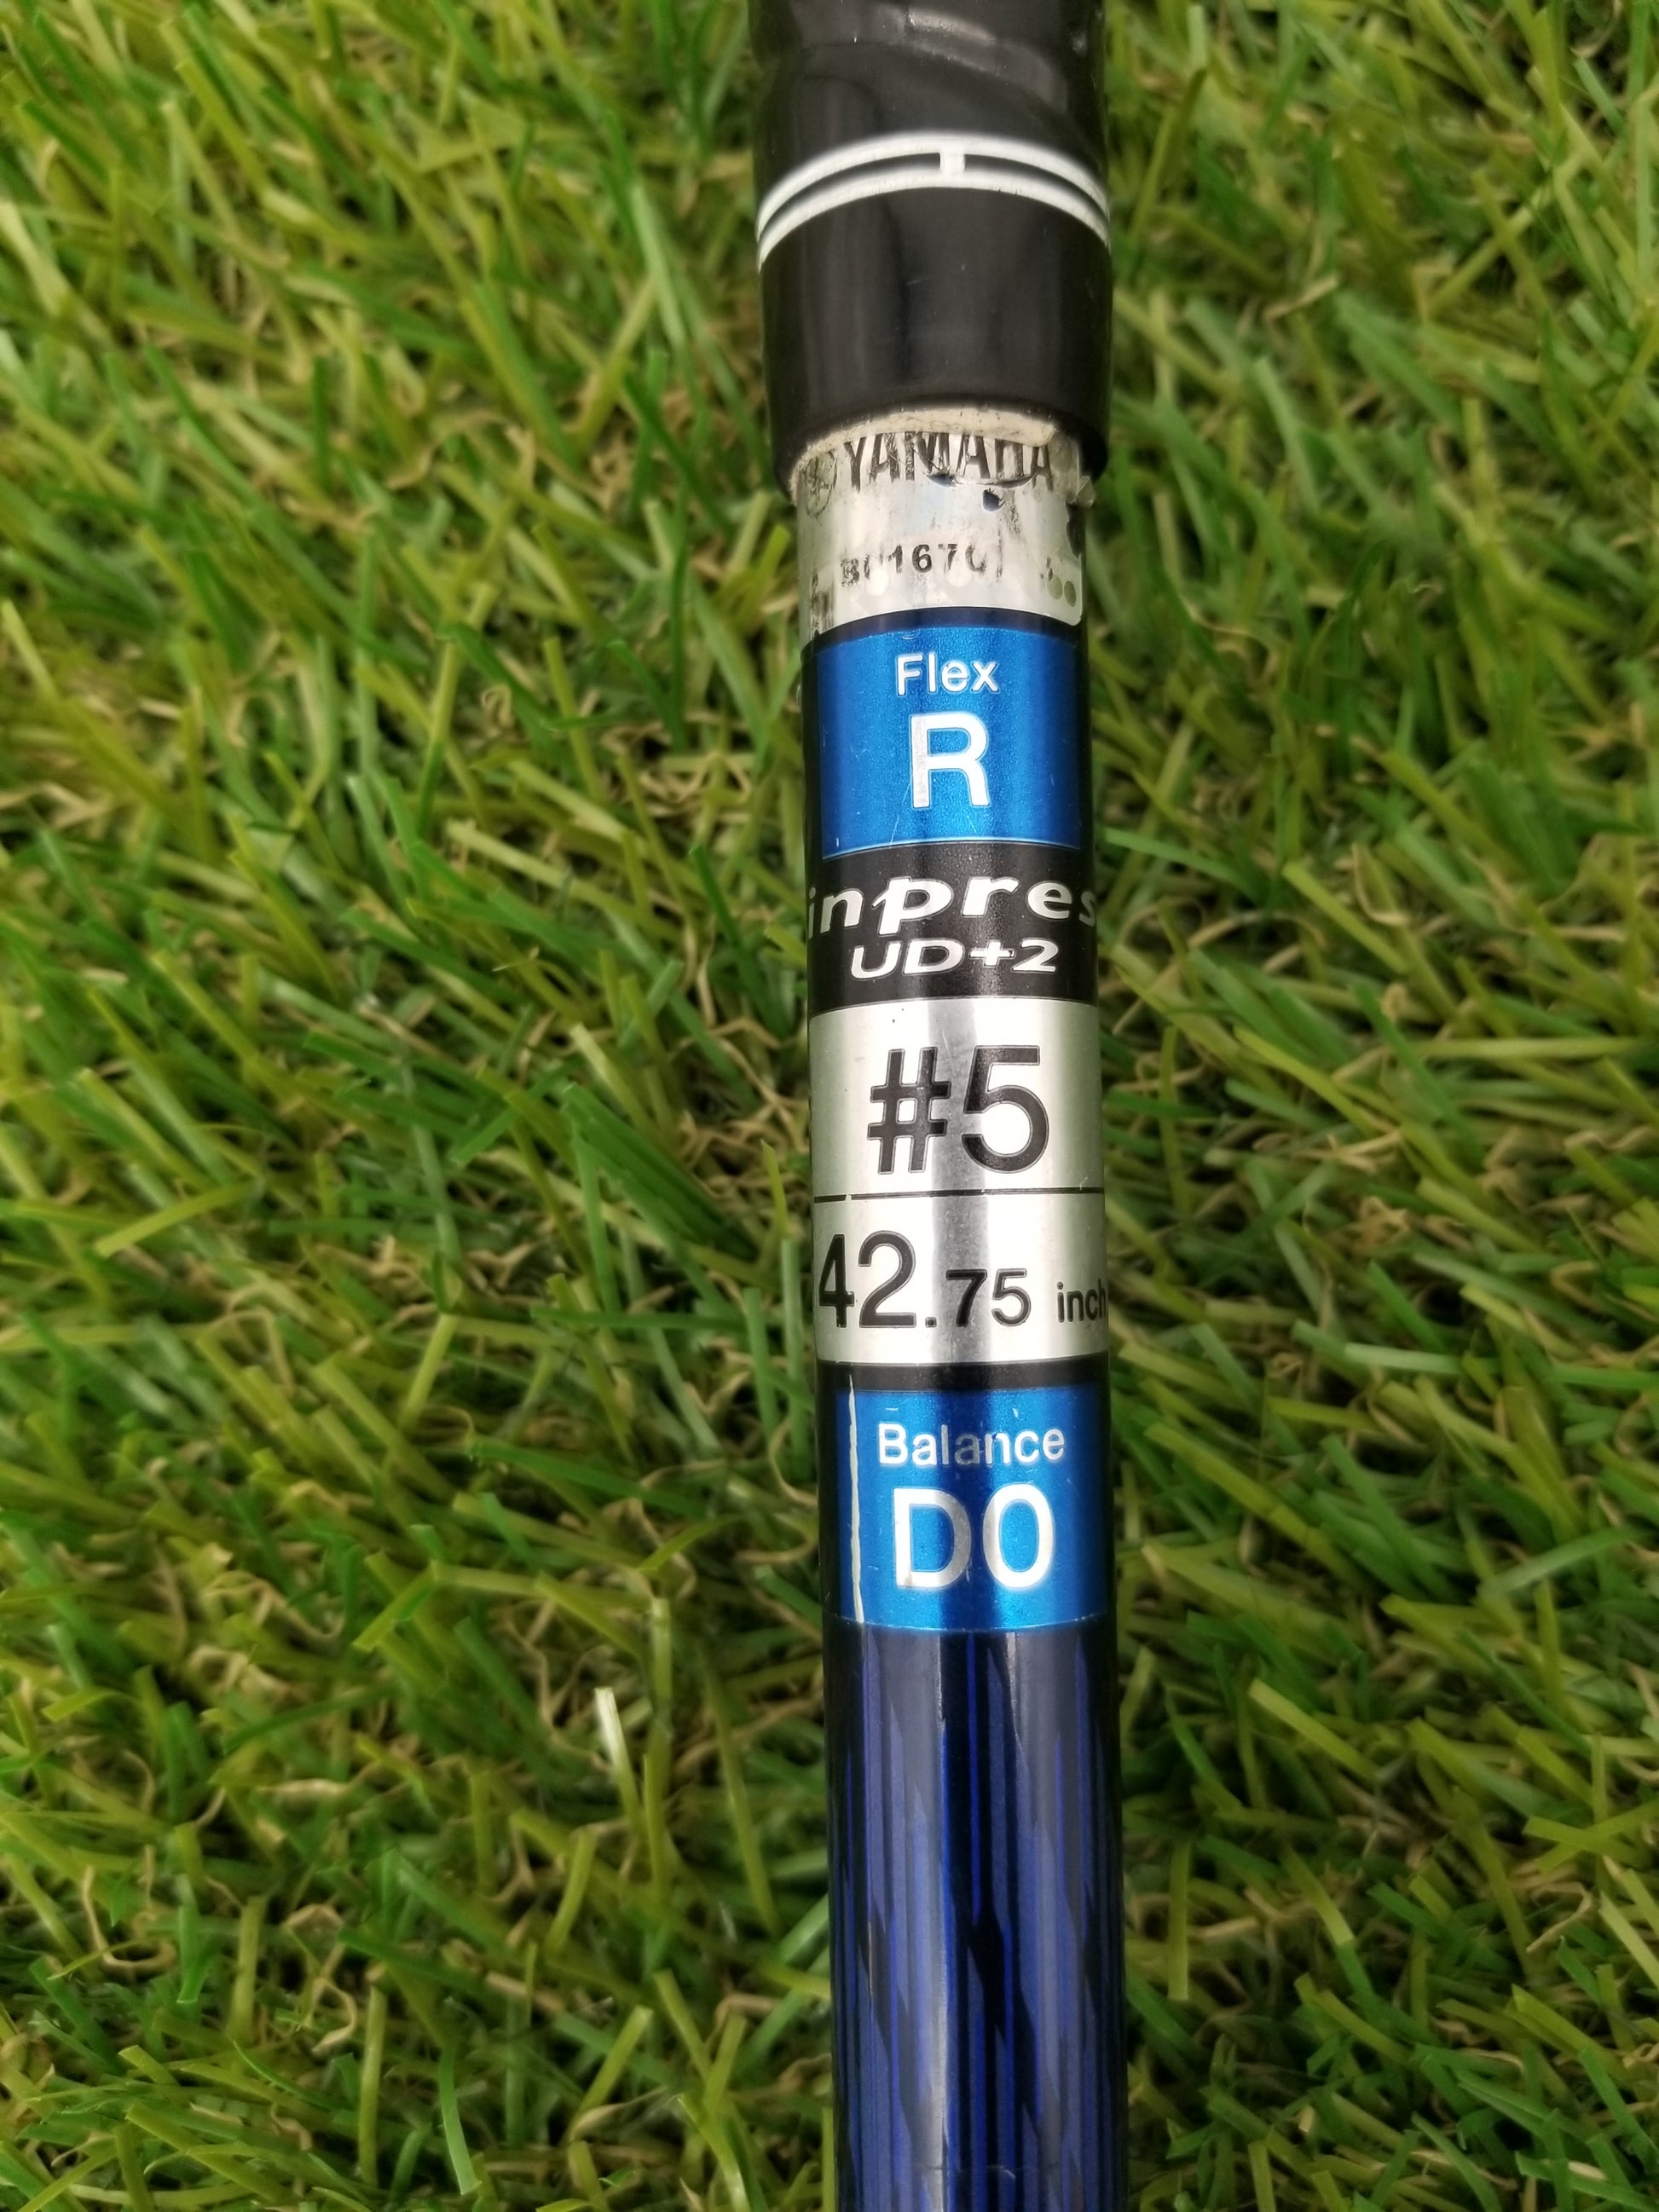 YAMAHA
Flex
R
inpres
UD+2
#5
42.75 inch
Balance
D0